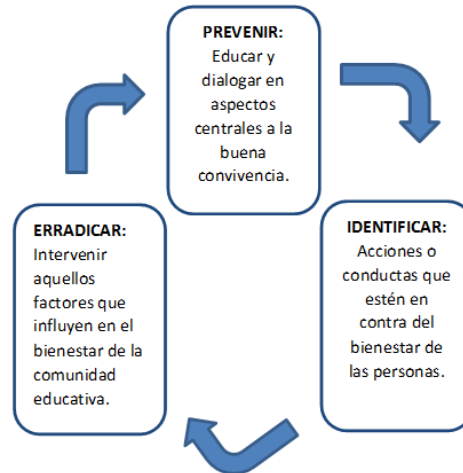 PREVENIR:
Educar y
dialogar en
aspectos
centrales a la
buena
convivencia.
IDENTIFICAR:
Acciones o
conductas que
estén en
contra del
bienestar de
las personas.
ERRADICAR:
Intervenir
aquellos
factores que
influyen en el
bienestar de la
comunidad
educativa.